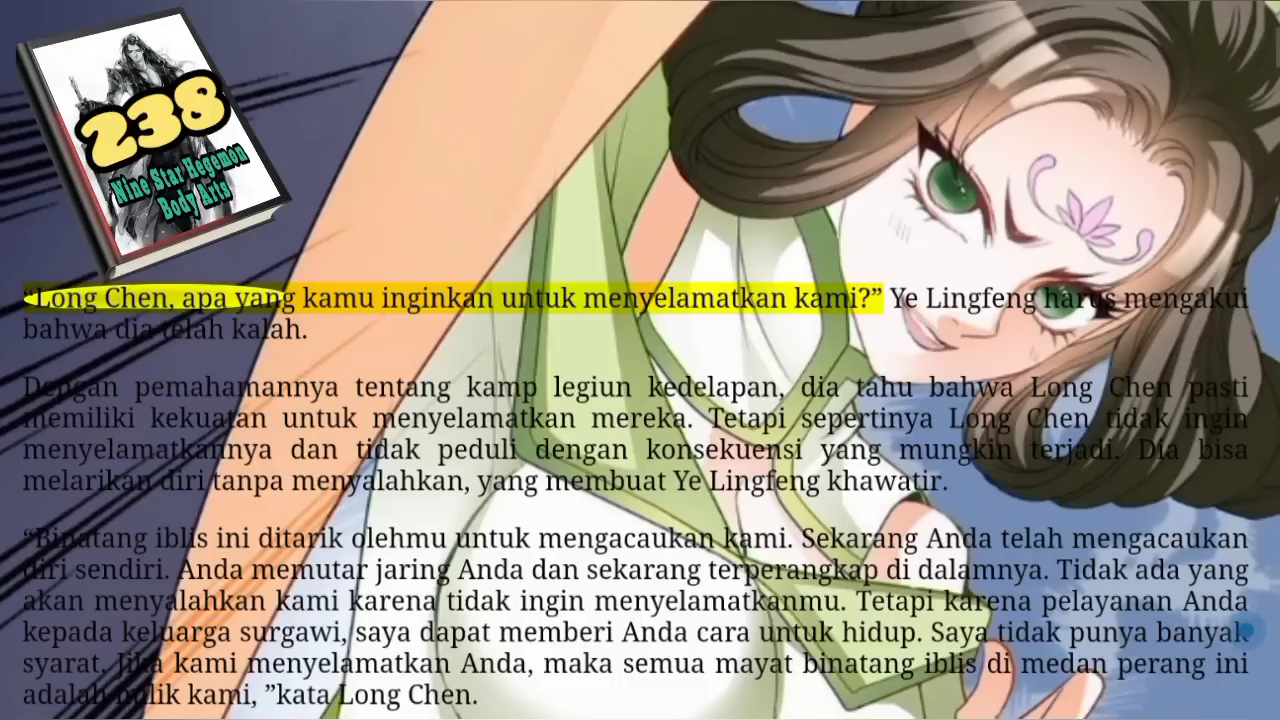 238
Nine Star Hegemon
Body Arts
“Long Chen, apa yang kamu inginkan untuk menyelamatkan kami?” Ye Lingfeng harus mengakui
bahwa dia telah kalah.
Dengan pemahamannya tentang kamp legiun kedelapan, dia tahu bahwa Long Chen pasti
memiliki kekuatan untuk menyelamatkan mereka. Tetapi sepertinya Long Chen tidak ingin
menyelamatkannya dan tidak peduli dengan konsekuensi yang mungkin terjadi. Dia bisa
melarikan diri tanpa menyalahkan, yang membuat Ye Lingfeng khawatir.
“Binatang iblis ini ditarik olehmu untuk mengacaukan kami. Sekarang Anda telah mengacaukan
diri sendiri. Anda memutar jaring Anda dan sekarang terperangkap di dalamnya. Tidak ada yang
akan menyalahkan kami karena tidak ingin menyelamatkanmu. Tetapi karena pelayanan Anda
kepada keluarga surgawi, saya dapat memberi Anda cara untuk hidup. Saya tidak punya banyak
syarat. Jika kami menyelamatkan Anda, maka semua mayat binatang iblis di medan perang ini
adalah milik kami, ”kata Long Chen.